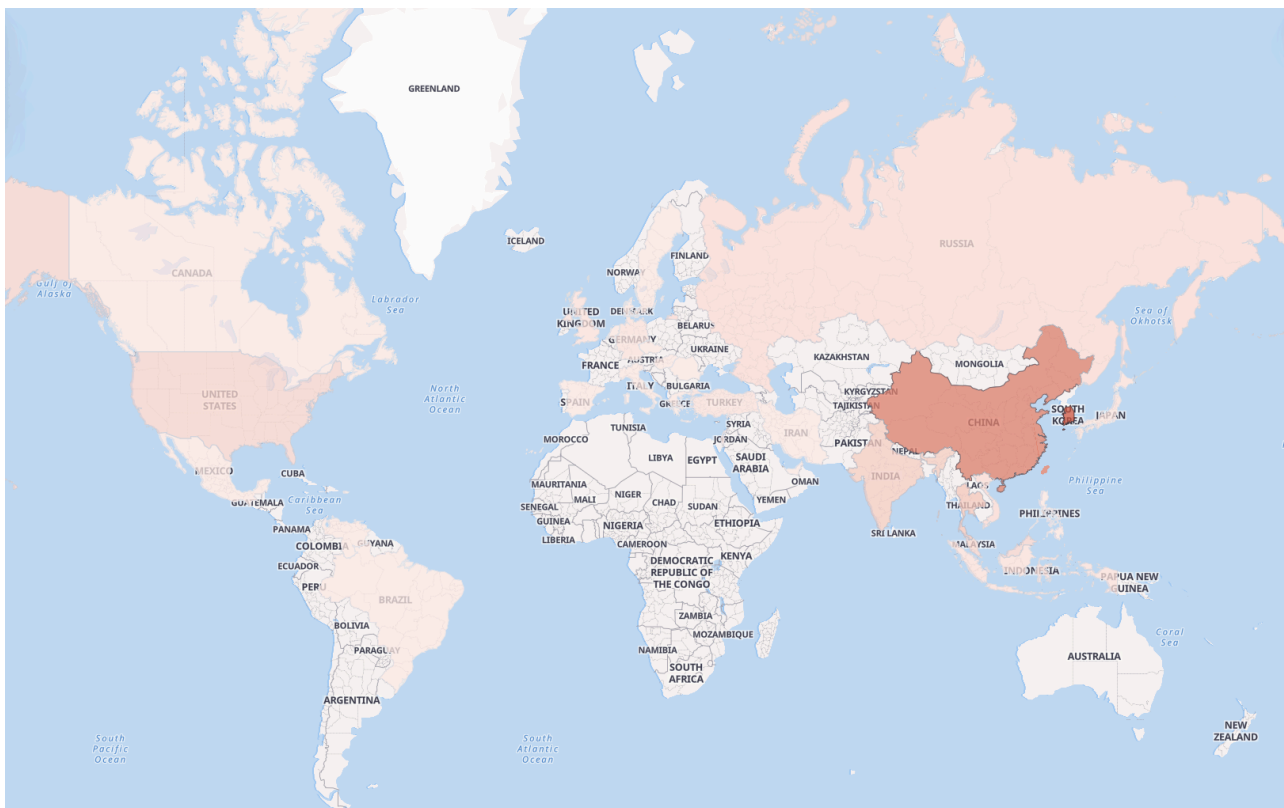 GREENLAND
ICELAND
FINLAND
NORWAY
RUSSIA
CANADA
Gulf of
Alaska
Labrador
Sea
Sea of
Okhotsk
UNITED
KINGDOM
DENMARK
BELARUS
GERMANY
UKRAINE
AUSTRIA
FRANCE
KAZAKHSTAN
MONGOLIA
UNITED
STATES
North
Atlantic
Ocean
ITALY
BULGARIA
KYRGYZSTAN
SPAIN
GREECE
TURKEY
TAJIKISTAN
CHINA
SOUTH
KOREA
JAPAN
TUNISIA
SYRIA
IRAN
MOROCCO
JORDAN
PAKISTAN
NEPAL
LIBYA
EGYPT
SAUDI
ARABIA
MEXICO
CUBA
INDIA
OMAN
Philippine
Sea
MAURITANIA
MALI
NIGER
CHAD
SUDAN
YEMEN
LAOS
GUATEMALA
Caribbean
Sea
SENEGAL
THAILAND
PHILIPPINES
GUINEA
NIGERIA
ETHIOPIA
PANAMA
SRI LANKA
LIBERIA
CAMEROON
COLOMBIA
GUYANA
MALAYSIA
KENYA
ECUADOR
DEMOCRATIC
REPUBLIC OF
THE CONGO
INDONESIA
PAPUA NEW
GUINEA
PERU
BRAZIL
ZAMBIA
BOLIVIA
MOZAMBIQUE
Coral
Sea
PARAGUAY
NAMIBIA
AUSTRALIA
SOUTH
AFRICA
ARGENTINA
NEW
ZEALAND
South
Pacific
Ocean
South
Atlantic
Ocean